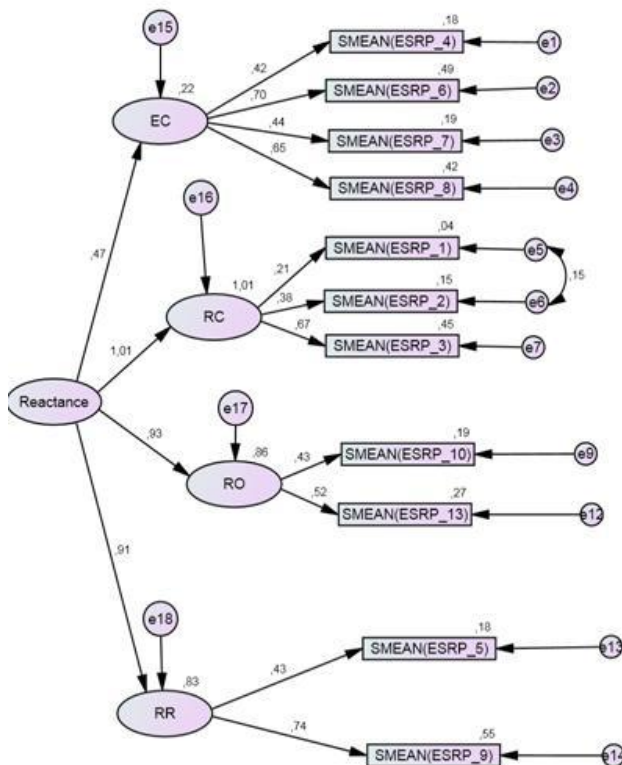 e15
,18
SMEAN(ESRP_4)
e1
,42
,22
EC
,70
,49
SMEAN(ESRP_6)
e2
,44
,19
SMEAN(ESRP_7)
e3
,65
,42
SMEAN(ESRP_8)
e4
e16
,47
,04
SMEAN(ESRP_1)
e5
,21
1,01
RC
,38
,15
SMEAN(ESRP_2)
e6
,15
,67
,45
SMEAN(ESRP_3)
e7
1,01
Reactance
e17
,93
,86
RO
,43
,19
SMEAN(ESRP_10)
e9
,52
,27
SMEAN(ESRP_13)
e12
,91
e18
,83
RR
,43
,18
SMEAN(ESRP_5)
e13
,74
,55
SMEAN(ESRP_9)
e14